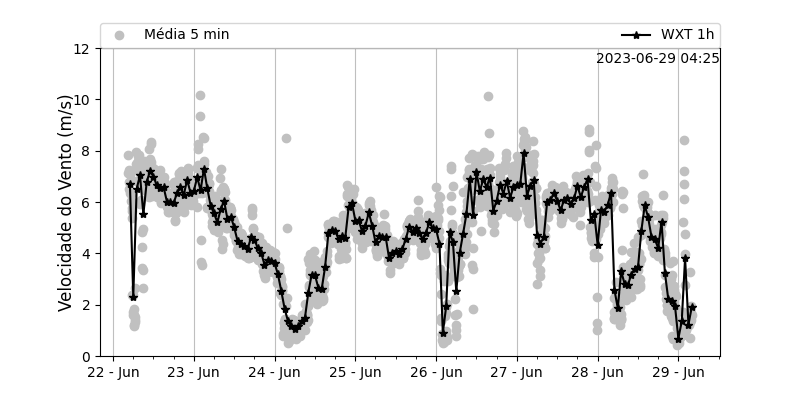 Média 5 min WXT 1h
2023-06-29 04:25
Velocidade do Vento (m/s)
12
10
8
6
4
2
0
22 - Jun 23 - Jun 24 - Jun 25 - Jun 26 - Jun 27 - Jun 28 - Jun 29 - Jun